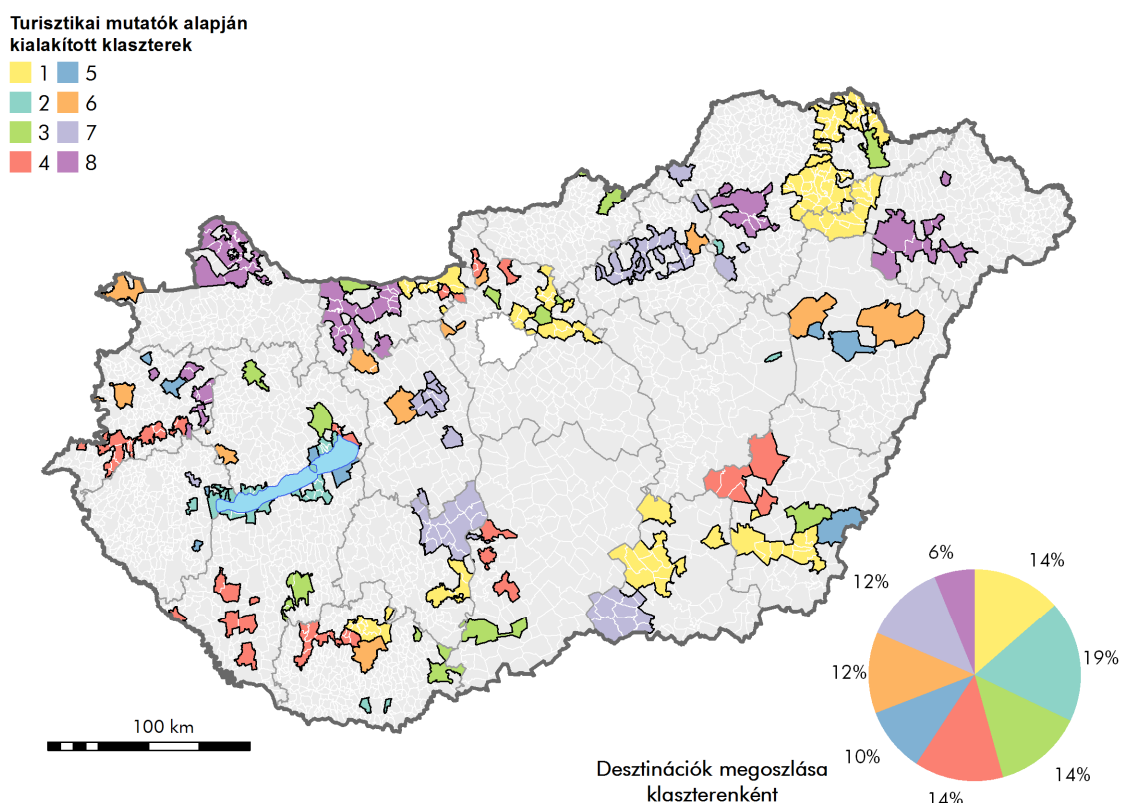 Turisztikai mutatók alapján
kialakított klaszterek
1 5
2 6
3 7
4 8
100 km
6%
14%
12%
19%
12%
10%
14%
14%
Desztinációk megoszlása
klaszterenként